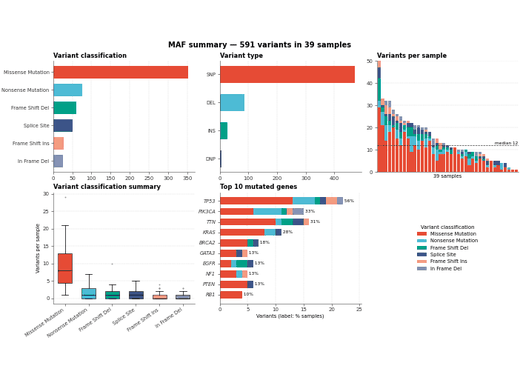 MAF summary — 591 variants in 39 samples
Variant classification
Missense Mutation
Nonsense Mutation
Frame Shift Del
Splice Site
Frame Shift Ins
In Frame Del
0 50 100 150 200 250 300 350
Variant type
SNP
DEL
INS
DNP
0 100 200 300 400
Variants per sample
50
40
30
20
10
0
median 12
39 samples
Variant classification summary
Variants per sample
30
25
20
15
10
5
0
Missense Mutation
Nonsense Mutation
Frame Shift Del
Splice Site
Frame Shift Ins
In Frame Del
Top 10 mutated genes
TP53 56%
PIK3CA 33%
TTN 31%
KRAS 28%
BRCA2 18%
GATA3 13%
EGFR 13%
NF1 13%
PTEN 13%
RB1 10%
0 5 10 15 20 25
Variants (label: % samples)
Variant classification
Missense Mutation
Nonsense Mutation
Frame Shift Del
Splice Site
Frame Shift Ins
In Frame Del